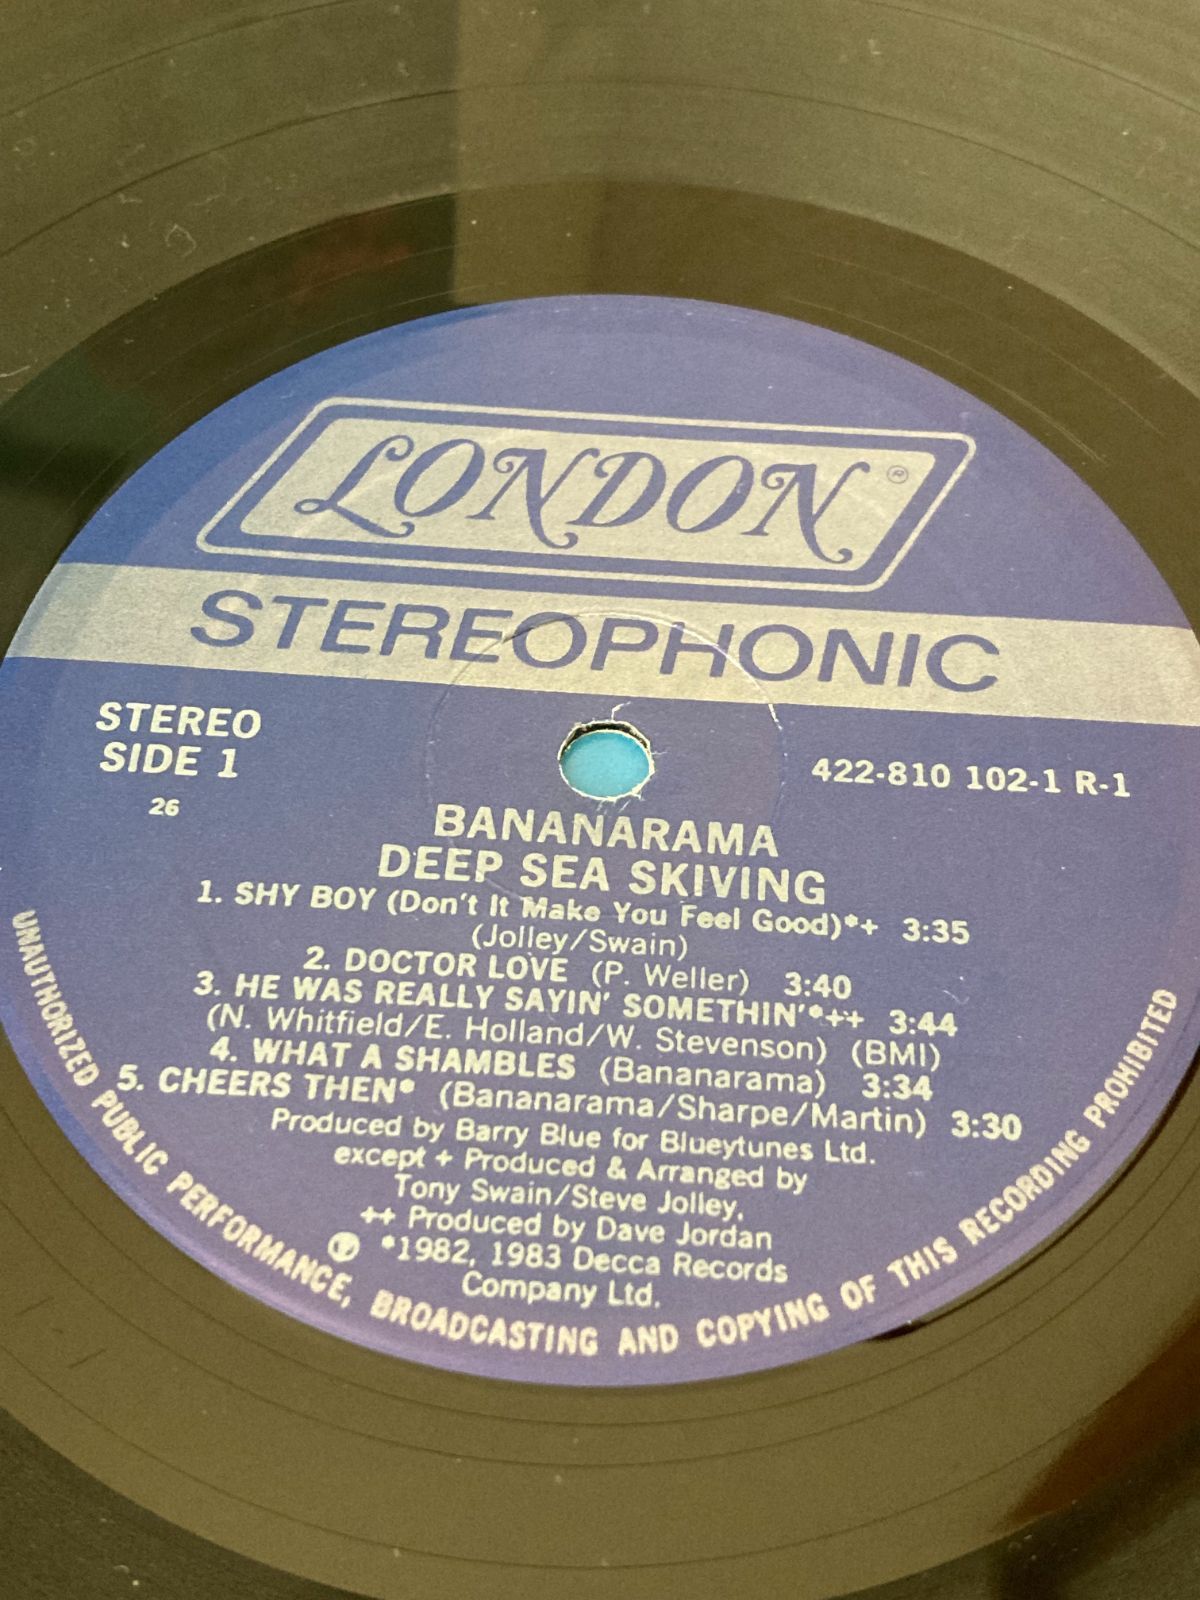 LONDON®
STEREOPHONIC
STEREO
SIDE 1
26
422-810 102-1 R-1
BANANARAMA
DEEP SEA SKIVING
1. SHY BOY (Don't It Make You Feel Good)*+ 3:35
(Jolley/Swain)
2. DOCTOR LOVE (P. Weller) 3:40
3. HE WAS REALLY SAYIN' SOMETHIN'*++ 3:44
(N. Whitfield/E. Holland/W. Stevenson) (BMI)
4. WHAT A SHAMBLES (Bananarama) 3:34
5. CHEERS THEN* (Bananarama/Sharpe/Martin) 3:30
Produced by Barry Blue for Blueytunes Ltd.
except + Produced & Arranged by
Tony Swain/Steve Jolley,
++ Produced by Dave Jordan
℗ *1982, 1983 Decca Records
Company Ltd.
UNAUTHORIZED PUBLIC PERFORMANCE, BROADCASTING AND COPYING OF THIS RECORDING PROHIBITED